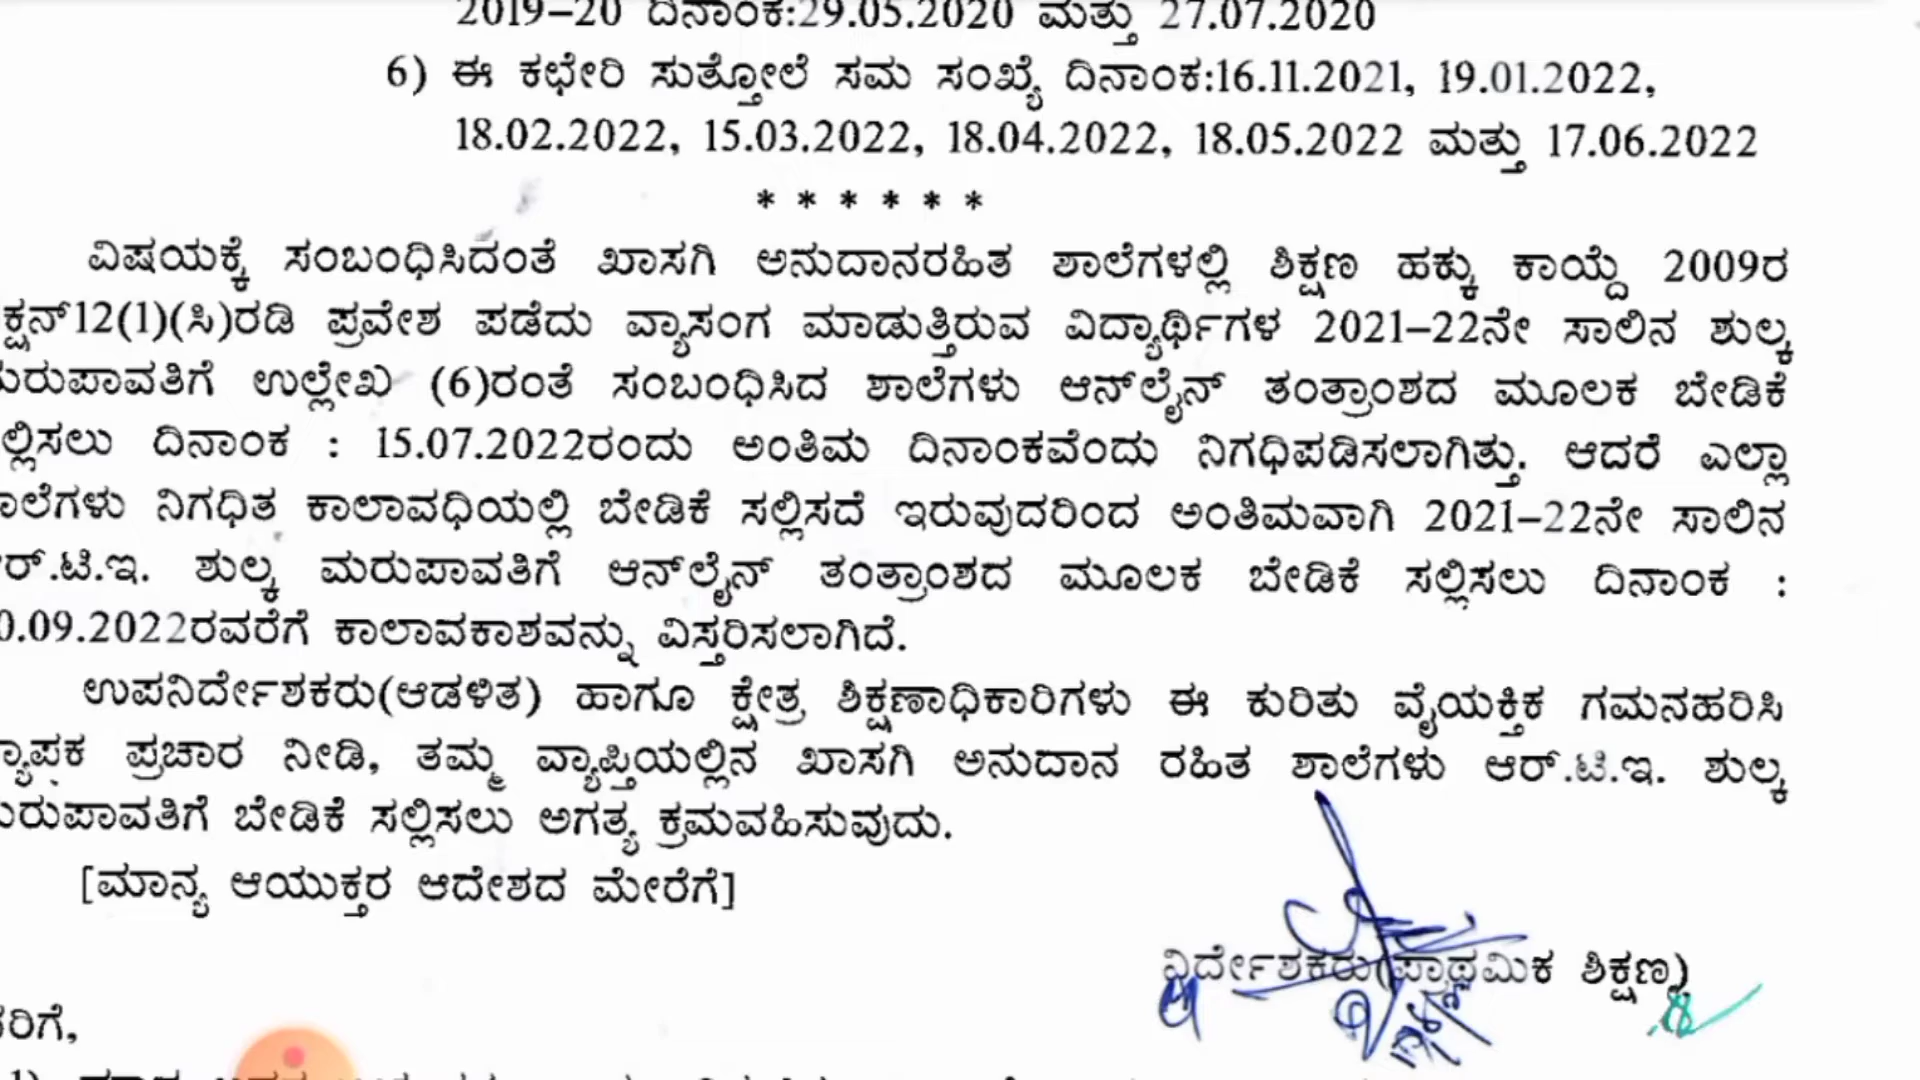 2019–20 ದಿನಾಂಕ:29.05.2020 ಮತ್ತು 27.07.2020
6) ಈ ಕಛೇರಿ ಸುತ್ತೋಲೆ ಸಮ ಸಂಖ್ಯೆ ದಿನಾಂಕ:16.11.2021, 19.01.2022,
18.02.2022, 15.03.2022, 18.04.2022, 18.05.2022 ಮತ್ತು 17.06.2022
* * * * * *
ವಿಷಯಕ್ಕೆ ಸಂಬಂಧಿಸಿದಂತೆ ಖಾಸಗಿ ಅನುದಾನರಹಿತ ಶಾಲೆಗಳಲ್ಲಿ ಶಿಕ್ಷಣ ಹಕ್ಕು ಕಾಯ್ದೆ 2009ರ
ಕ್ಷನ್12(1)(ಸಿ)ರಡಿ ಪ್ರವೇಶ ಪಡೆದು ವ್ಯಾಸಂಗ ಮಾಡುತ್ತಿರುವ ವಿದ್ಯಾರ್ಥಿಗಳ 2021–22ನೇ ಸಾಲಿನ ಶುಲ್ಕ
ರುಪಾವತಿಗೆ ಉಲ್ಲೇಖ (6)ರಂತೆ ಸಂಬಂಧಿಸಿದ ಶಾಲೆಗಳು ಆನ್‌ಲೈನ್ ತಂತ್ರಾಂಶದ ಮೂಲಕ ಬೇಡಿಕೆ
ಲ್ಲಿಸಲು ದಿನಾಂಕ : 15.07.2022ರಂದು ಅಂತಿಮ ದಿನಾಂಕವೆಂದು ನಿಗಧಿಪಡಿಸಲಾಗಿತ್ತು. ಆದರೆ ಎಲ್ಲಾ
ಲೆಗಳು ನಿಗಧಿತ ಕಾಲಾವಧಿಯಲ್ಲಿ ಬೇಡಿಕೆ ಸಲ್ಲಿಸದೆ ಇರುವುದರಿಂದ ಅಂತಿಮವಾಗಿ 2021–22ನೇ ಸಾಲಿನ
ರ್.ಟಿ.ಇ. ಶುಲ್ಕ ಮರುಪಾವತಿಗೆ ಆನ್‌ಲೈನ್ ತಂತ್ರಾಂಶದ ಮೂಲಕ ಬೇಡಿಕೆ ಸಲ್ಲಿಸಲು ದಿನಾಂಕ :
0.09.2022ರವರೆಗೆ ಕಾಲಾವಕಾಶವನ್ನು ವಿಸ್ತರಿಸಲಾಗಿದೆ.
ಉಪನಿರ್ದೇಶಕರು(ಆಡಳಿತ) ಹಾಗೂ ಕ್ಷೇತ್ರ ಶಿಕ್ಷಣಾಧಿಕಾರಿಗಳು ಈ ಕುರಿತು ವೈಯಕ್ತಿಕ ಗಮನಹರಿಸಿ
ವ್ಯಾಪಕ ಪ್ರಚಾರ ನೀಡಿ, ತಮ್ಮ ವ್ಯಾಪ್ತಿಯಲ್ಲಿನ ಖಾಸಗಿ ಅನುದಾನ ರಹಿತ ಶಾಲೆಗಳು ಆರ್.ಟಿ.ಇ. ಶುಲ್ಕ
ರುಪಾವತಿಗೆ ಬೇಡಿಕೆ ಸಲ್ಲಿಸಲು ಅಗತ್ಯ ಕ್ರಮವಹಿಸುವುದು.
[ಮಾನ್ಯ ಆಯುಕ್ತರ ಆದೇಶದ ಮೇರೆಗೆ]
ನಿರ್ದೇಶಕರು(ಪ್ರಾಥಮಿಕ ಶಿಕ್ಷಣ)
ರಿಗೆ,